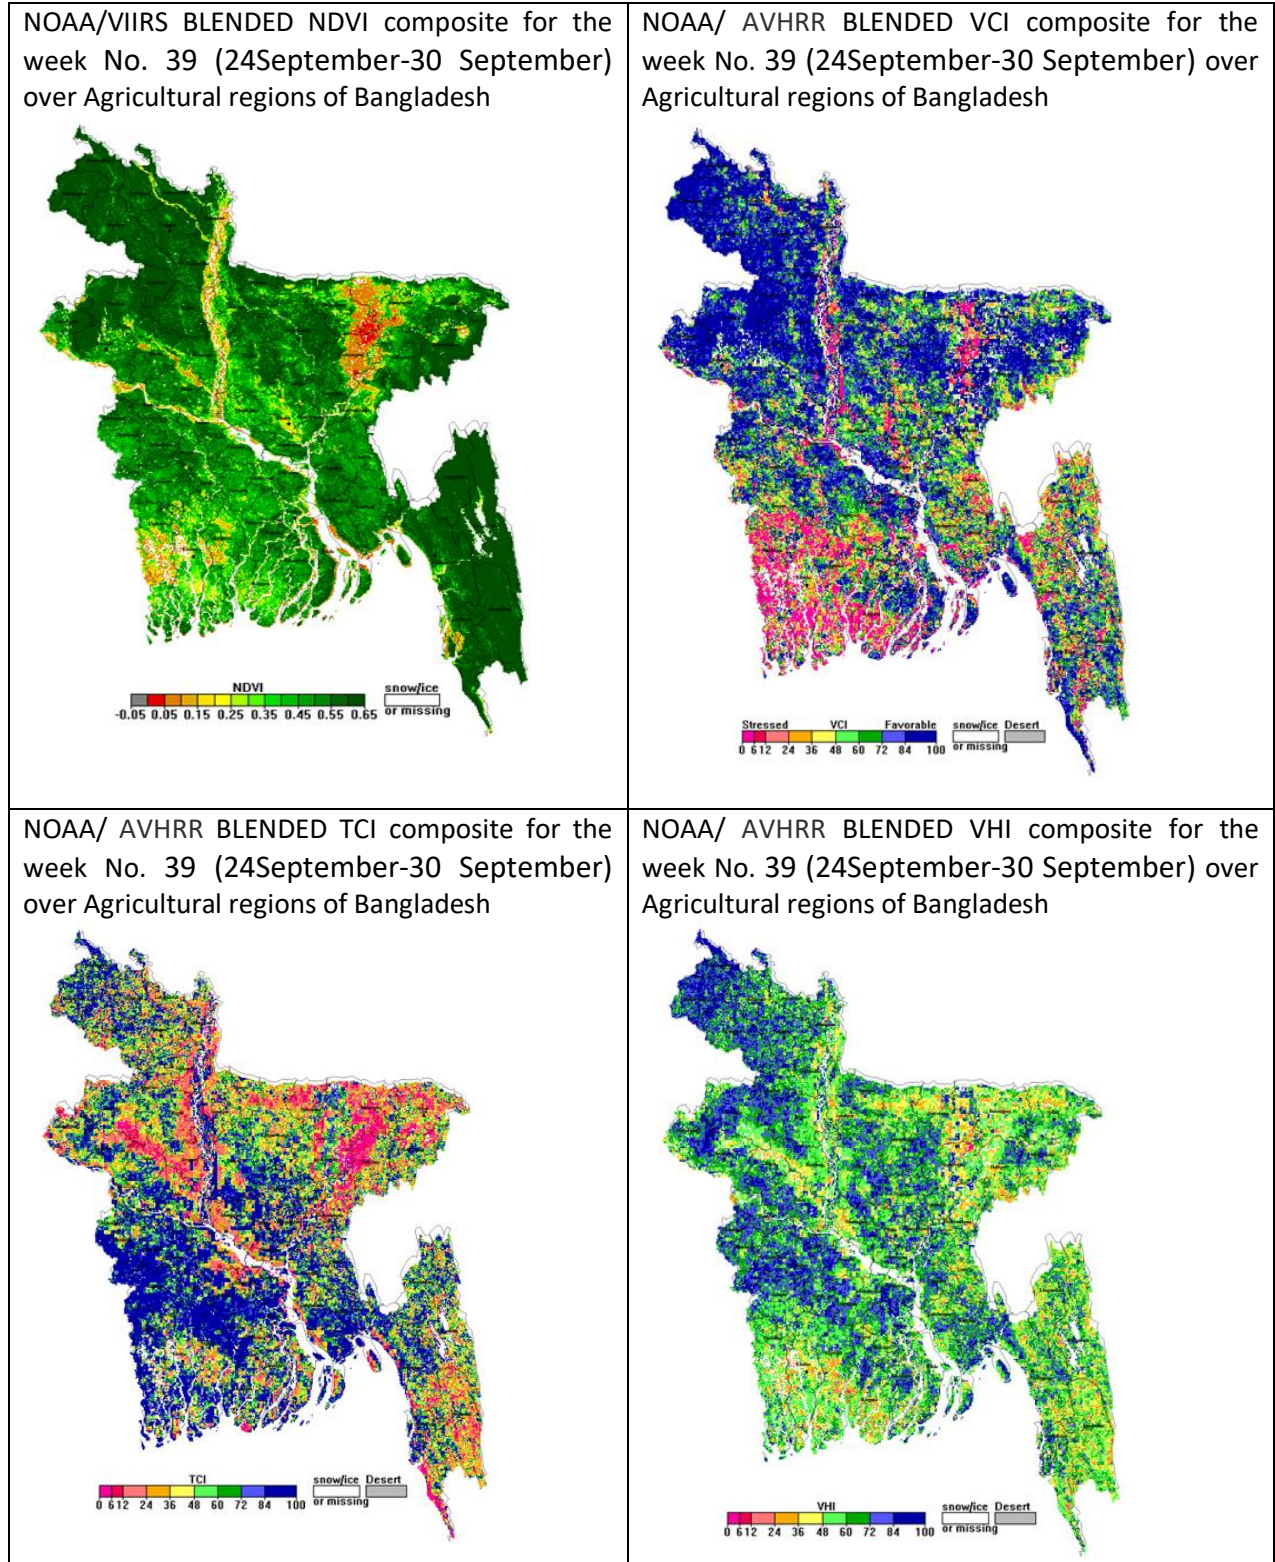 NOAA/VIIRS BLENDED NDVI composite for the
week No. 39 (24September-30 September)
over Agricultural regions of Bangladesh
NDVI
-0.05 0.05 0.15 0.25 0.35 0.45 0.55 0.65
snow/ice
or missing
NOAA/ AVHRR BLENDED VCI composite for the
week No. 39 (24September-30 September) over
Agricultural regions of Bangladesh
Stressed VCI Favorable
0 6 12 24 36 48 60 72 84 100
snow/ice Desert
or missing
NOAA/ AVHRR BLENDED TCI composite for the
week No. 39 (24September-30 September)
over Agricultural regions of Bangladesh
TCI
0 6 12 24 36 48 60 72 84 100
snow/ice Desert
or missing
NOAA/ AVHRR BLENDED VHI composite for the
week No. 39 (24September-30 September) over
Agricultural regions of Bangladesh
VHI
0 6 12 24 36 48 60 72 84 100
snow/ice Desert
or missing